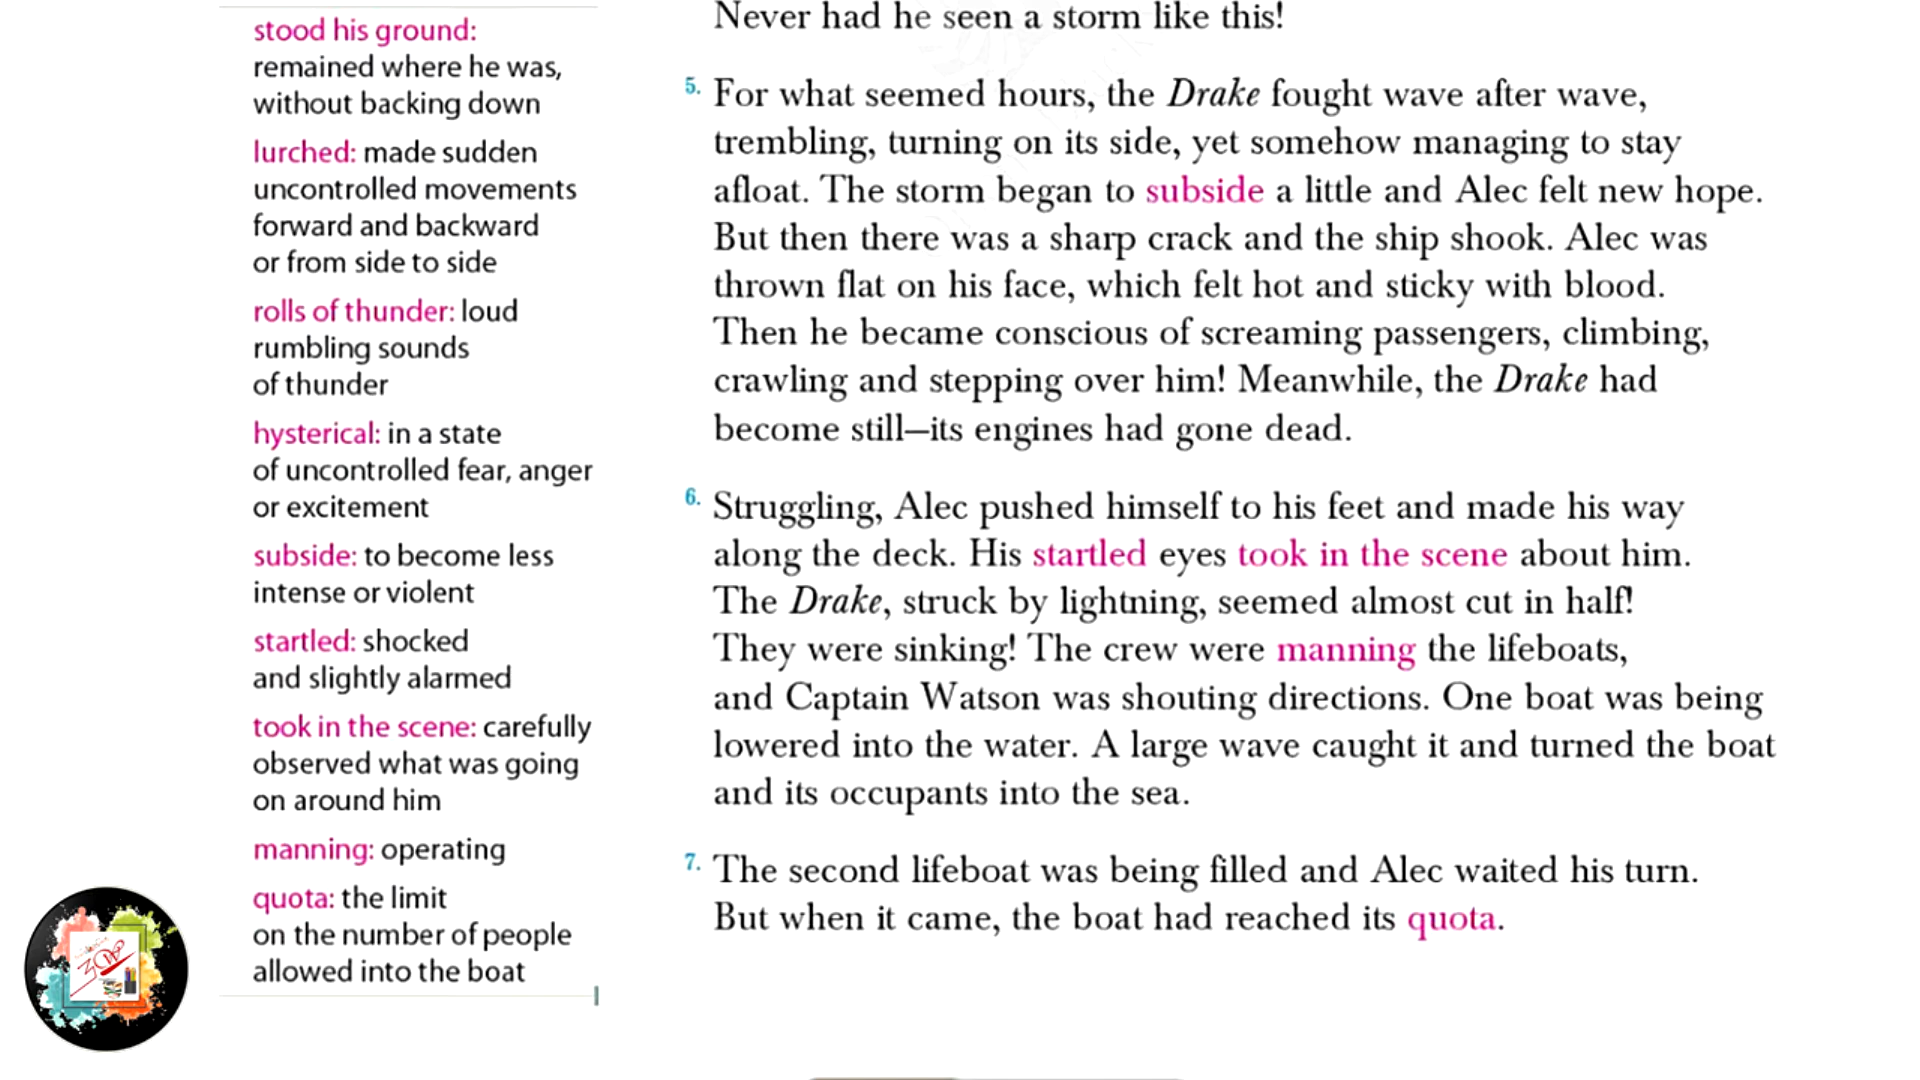 stood his ground:
remained where he was,
without backing down
lurched: made sudden
uncontrolled movements
forward and backward
or from side to side
rolls of thunder: loud
rumbling sounds
of thunder
hysterical: in a state
of uncontrolled fear, anger
or excitement
subside: to become less
intense or violent
startled: shocked
and slightly alarmed
took in the scene: carefully
observed what was going
on around him
manning: operating
quota: the limit
on the number of people
allowed into the boat
Never had he seen a storm like this!
5. For what seemed hours, the Drake fought wave after wave,
trembling, turning on its side, yet somehow managing to stay
afloat. The storm began to subside a little and Alec felt new hope.
But then there was a sharp crack and the ship shook. Alec was
thrown flat on his face, which felt hot and sticky with blood.
Then he became conscious of screaming passengers, climbing,
crawling and stepping over him! Meanwhile, the Drake had
become still—its engines had gone dead.
6. Struggling, Alec pushed himself to his feet and made his way
along the deck. His startled eyes took in the scene about him.
The Drake, struck by lightning, seemed almost cut in half!
They were sinking! The crew were manning the lifeboats,
and Captain Watson was shouting directions. One boat was being
lowered into the water. A large wave caught it and turned the boat
and its occupants into the sea.
7. The second lifeboat was being filled and Alec waited his turn.
But when it came, the boat had reached its quota.